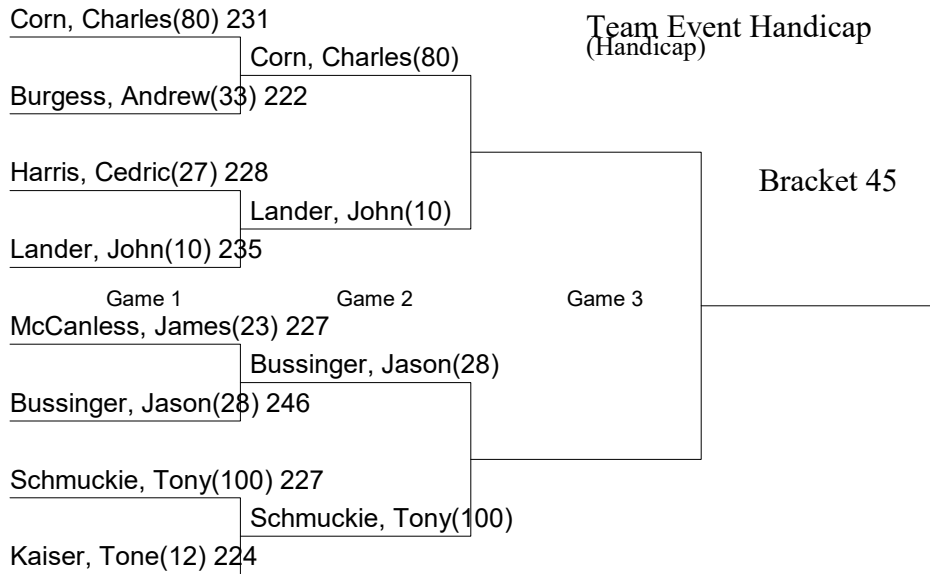 Corn, Charles(80) 231
Team Event Handicap
(Handicap)
Corn, Charles(80)
Burgess, Andrew(33) 222
Harris, Cedric(27) 228
Bracket 45
Lander, John(10)
Lander, John(10) 235
Game 1 Game 2 Game 3
McCanless, James(23) 227
Bussinger, Jason(28)
Bussinger, Jason(28) 246
Schmuckie, Tony(100) 227
Schmuckie, Tony(100)
Kaiser, Tone(12) 224